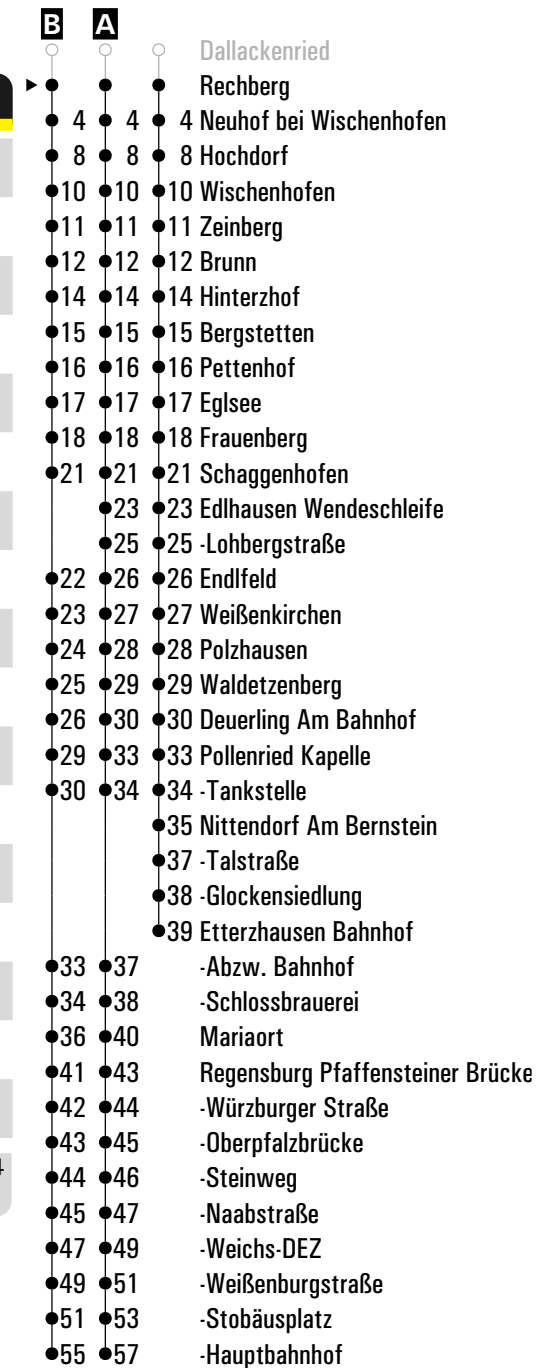 B A
Dallackenried
Rechberg
4 4 4 Neuhof bei Wischenhofen
8 8 8 Hochdorf
10 10 10 Wischenhofen
11 11 11 Zeinberg
12 12 12 Brunn
14 14 14 Hinterzhof
15 15 15 Bergstetten
16 16 16 Pettenhof
17 17 17 Eglsee
18 18 18 Frauenberg
21 21 21 Schaggenhofen
23 23 Edlhausen Wendeschleife
25 25 -Lohbergstraße
22 26 26 Endlfeld
23 27 27 Weißenkirchen
24 28 28 Polzhausen
25 29 29 Waldetzenberg
26 30 30 Deuerling Am Bahnhof
29 33 33 Pollenried Kapelle
30 34 34 -Tankstelle
35 Nittendorf Am Bernstein
37 -Talstraße
38 -Glockensiedlung
39 Etterzhausen Bahnhof
33 37 -Abzw. Bahnhof
34 38 -Schlossbrauerei
36 40 Mariaort
41 43 Regensburg Pfaffensteiner Brücke
42 44 -Würzburger Straße
43 45 -Oberpfalzbrücke
44 46 -Steinweg
45 47 -Naabstraße
47 49 -Weichs-DEZ
49 51 -Weißenburgstraße
51 53 -Stobäusplatz
55 57 -Hauptbahnhof